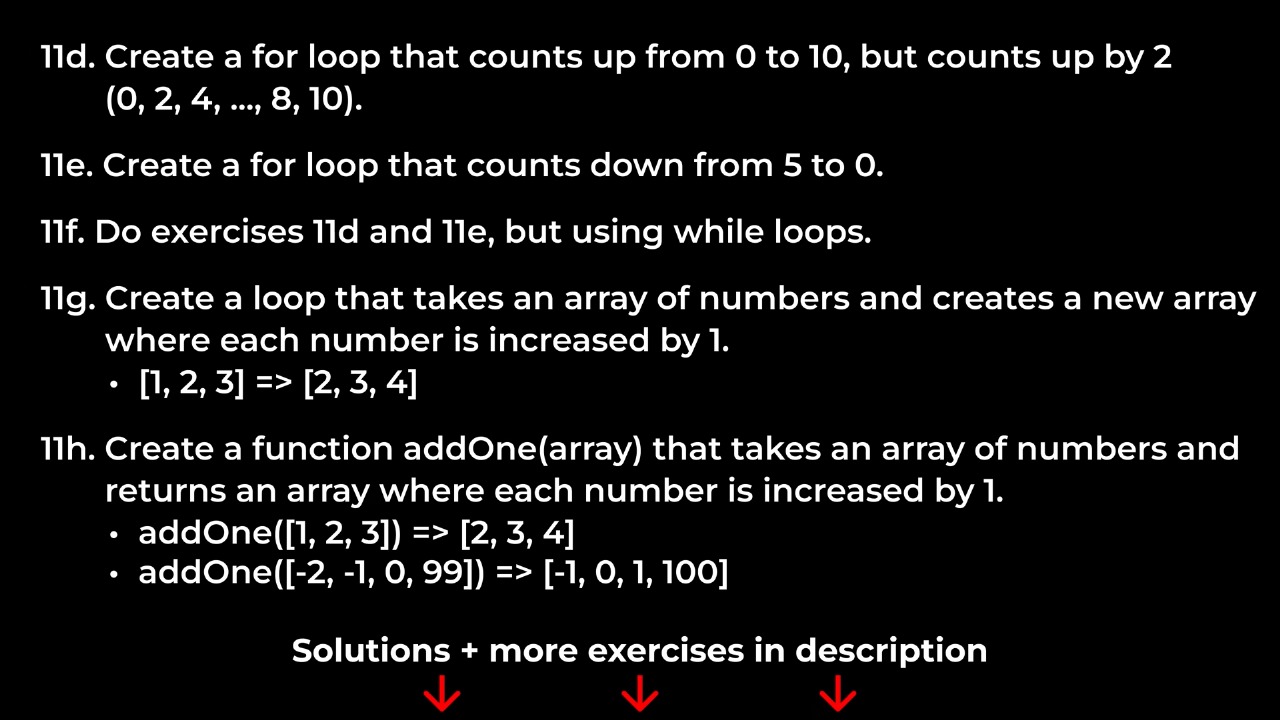 11d. Create a for loop that counts up from 0 to 10, but counts up by 2
(0, 2, 4, ..., 8, 10).
11e. Create a for loop that counts down from 5 to 0.
11f. Do exercises 11d and 11e, but using while loops.
11g. Create a loop that takes an array of numbers and creates a new array
where each number is increased by 1.
• [1, 2, 3] => [2, 3, 4]
11h. Create a function addOne(array) that takes an array of numbers and
returns an array where each number is increased by 1.
• addOne([1, 2, 3]) => [2, 3, 4]
• addOne([-2, -1, 0, 99]) => [-1, 0, 1, 100]
Solutions + more exercises in description